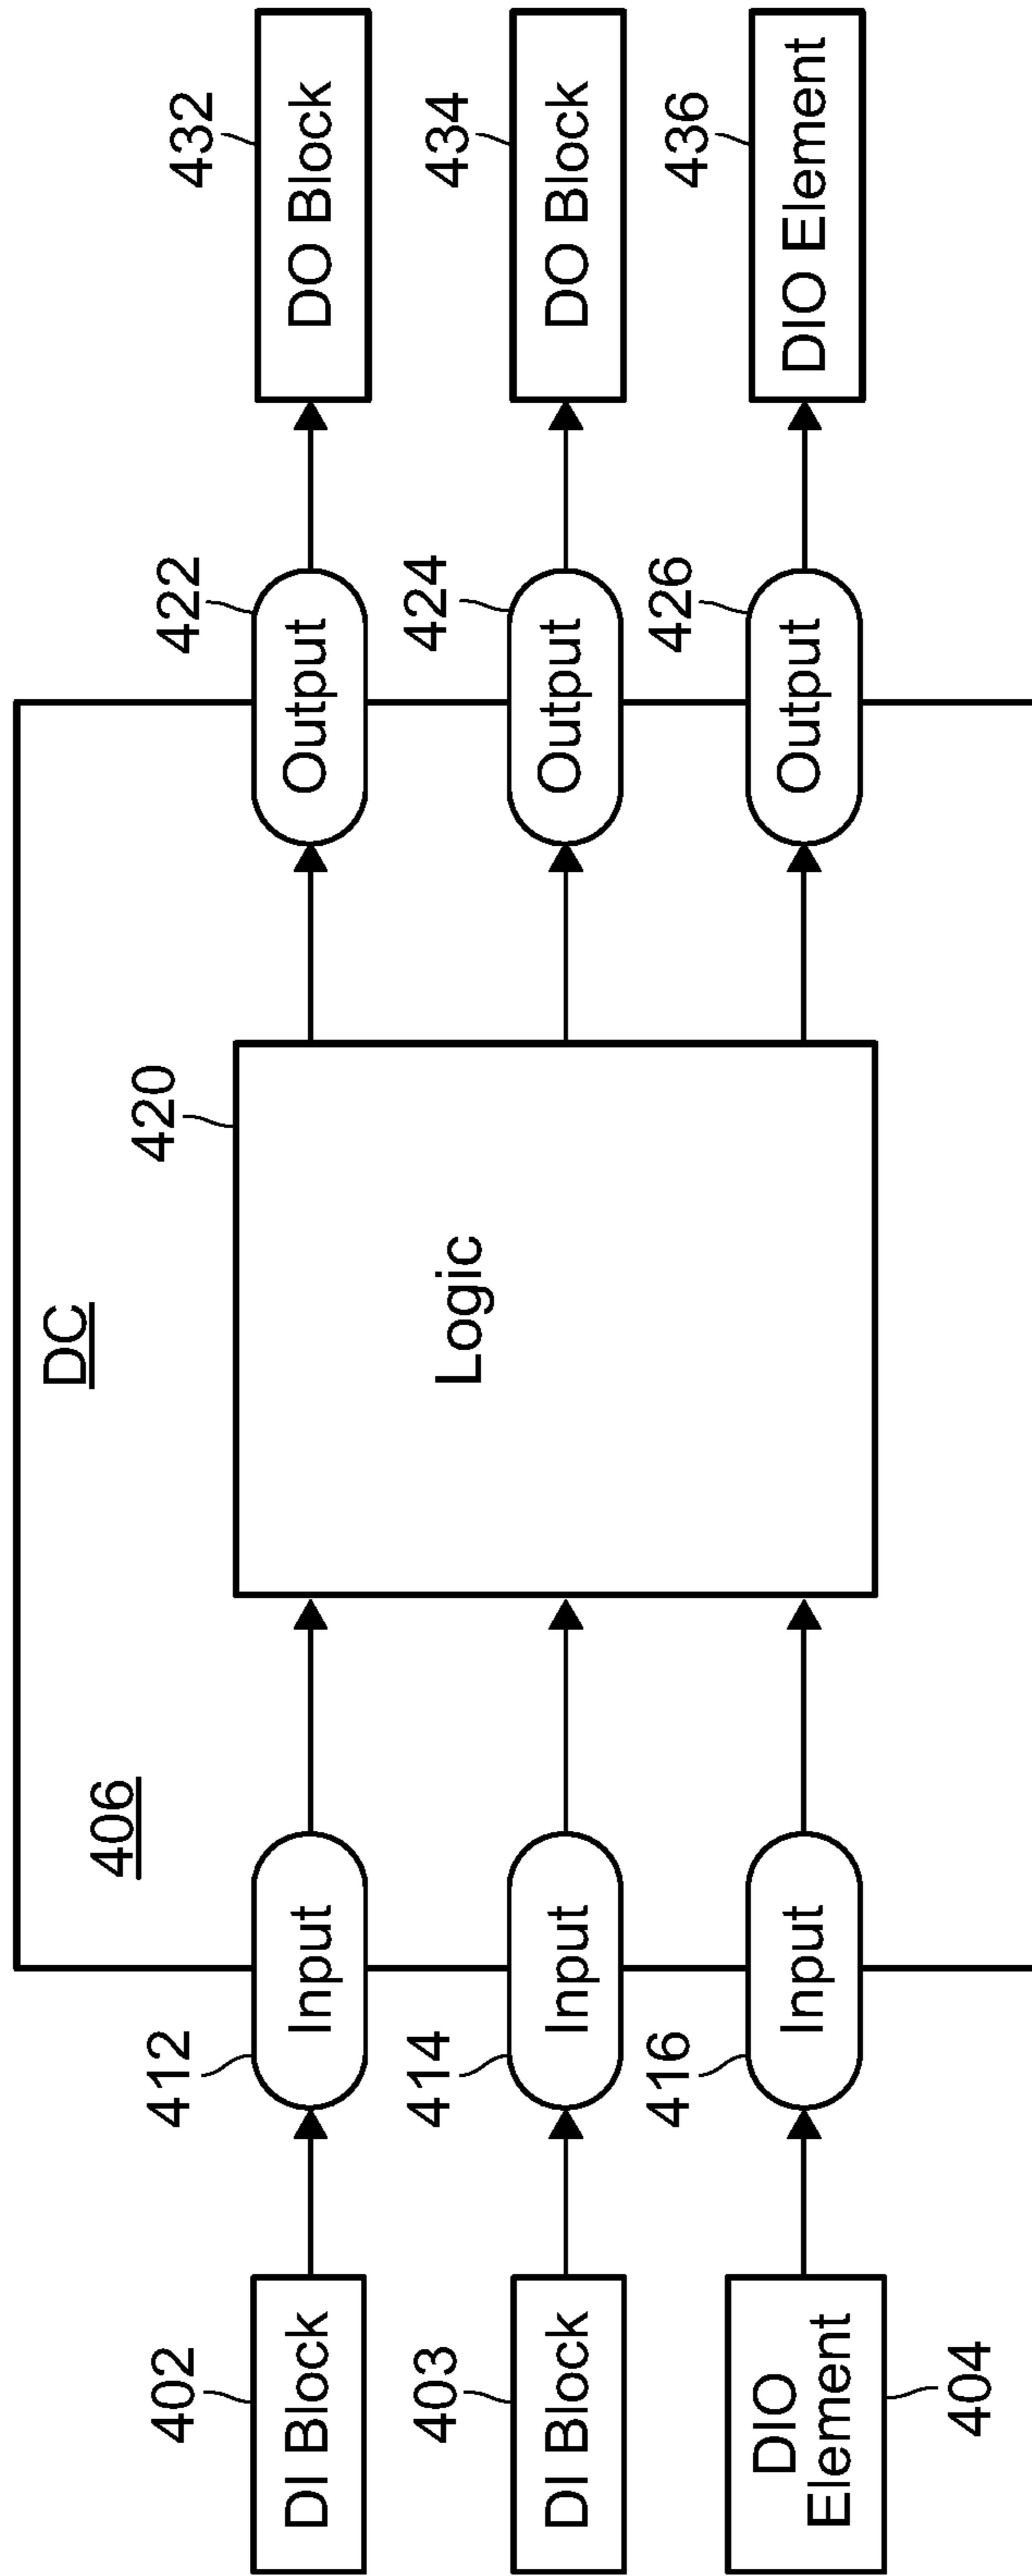 DC
406
420
402
DI Block
412
Input
Logic
422
Output
432
DO Block
403
DI Block
414
Input
424
Output
434
DO Block
404
DIO
Element
416
Input
426
Output
436
DIO Element